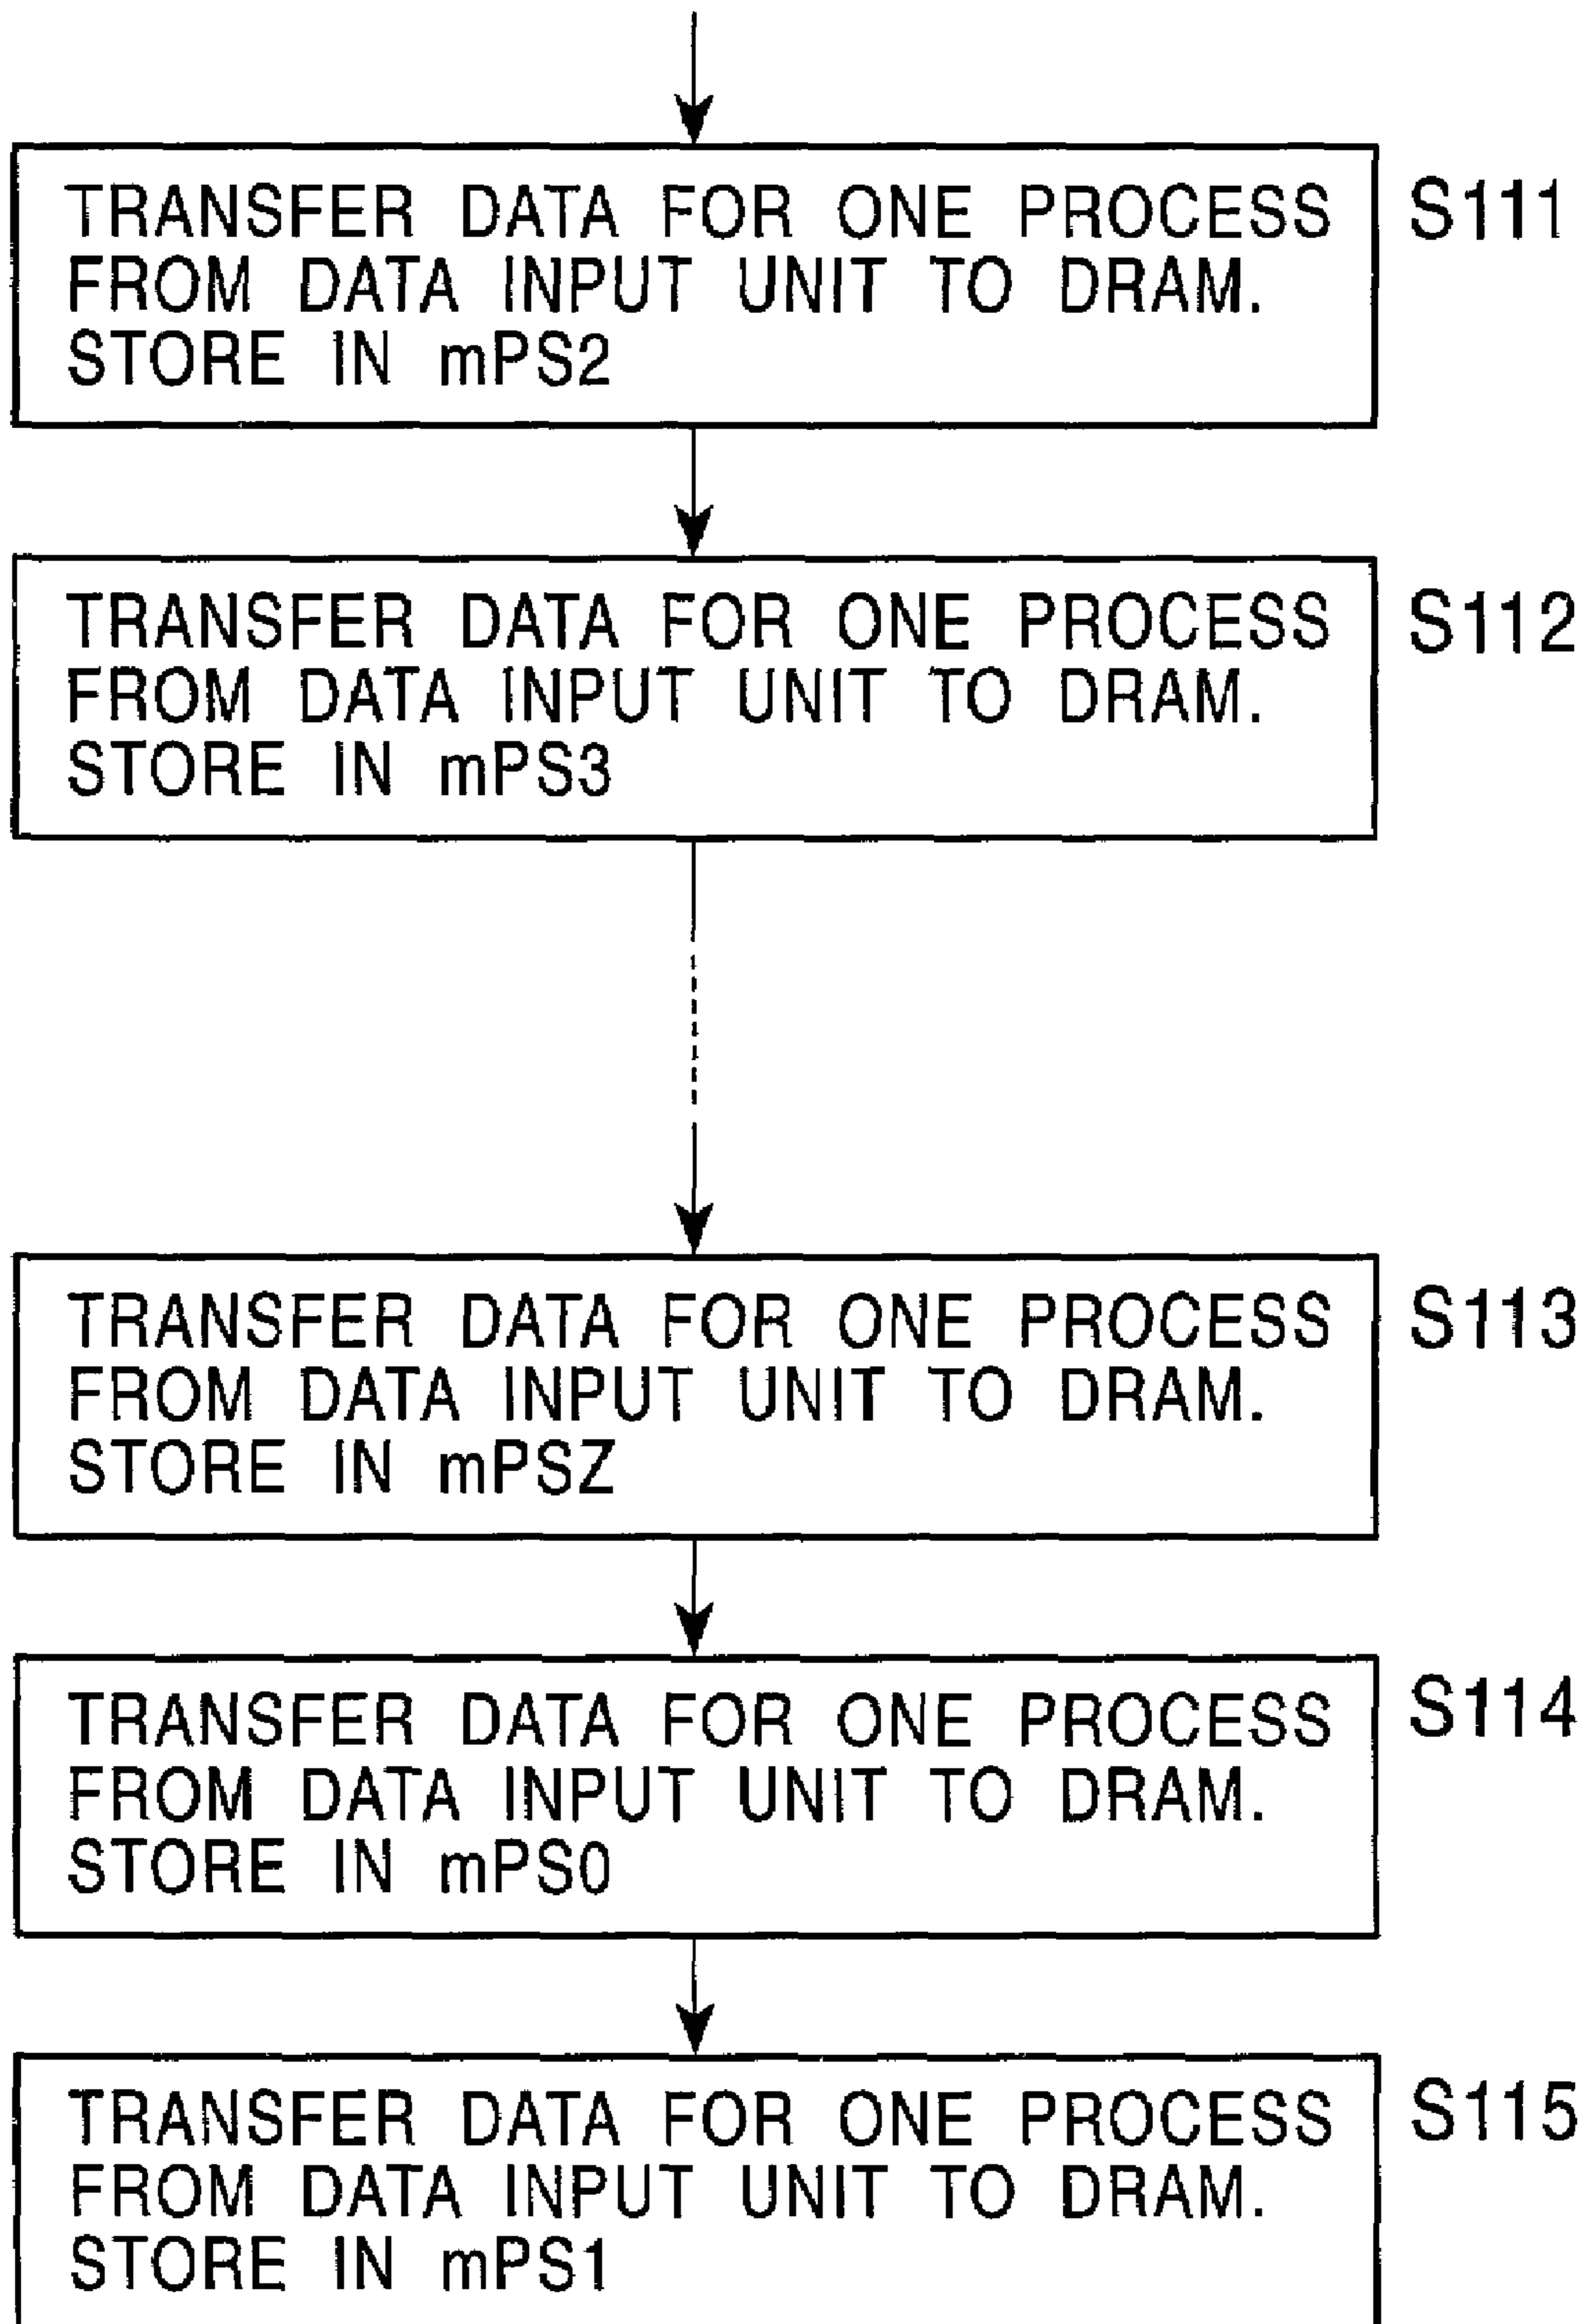 TRANSFER DATA FOR ONE PROCESS
FROM DATA INPUT UNIT TO DRAM.
STORE IN mPS2
S111
TRANSFER DATA FOR ONE PROCESS
FROM DATA INPUT UNIT TO DRAM.
STORE IN mPS3
S112
TRANSFER DATA FOR ONE PROCESS
FROM DATA INPUT UNIT TO DRAM.
STORE IN mPSZ
S113
TRANSFER DATA FOR ONE PROCESS
FROM DATA INPUT UNIT TO DRAM.
STORE IN mPS0
S114
TRANSFER DATA FOR ONE PROCESS
FROM DATA INPUT UNIT TO DRAM.
STORE IN mPS1
S115